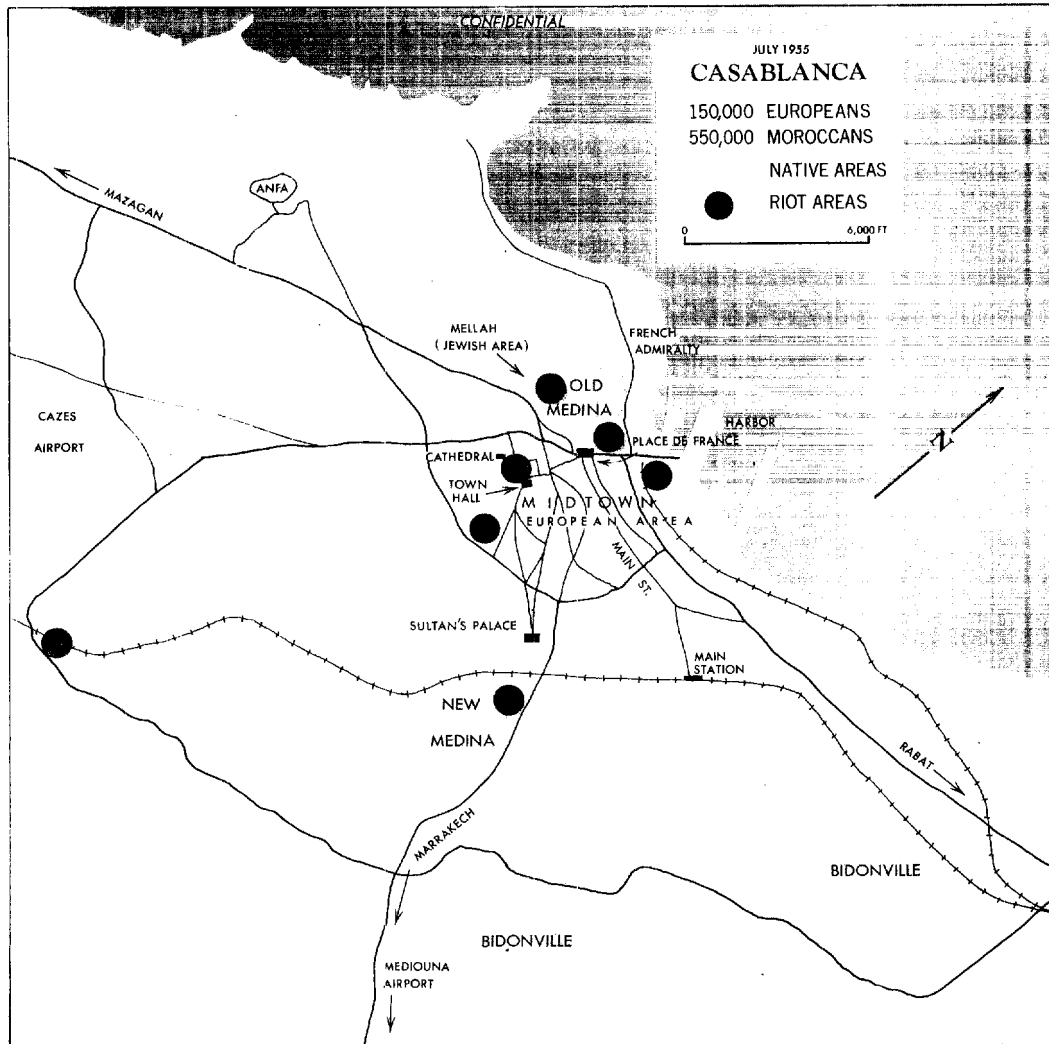 CONFIDENTIAL
JULY 1955
CASABLANCA
150,000 EUROPEANS
550,000 MOROCCANS
NATIVE AREAS
RIOT AREAS
0 6,000 FT
ANFA
MAZAGAN
MELLAH
( JEWISH AREA)
FRENCH
ADMIRALTY
OLD
MEDINA
HARBOR
PLACE DE FRANCE
N
CAZES
AIRPORT
CATHEDRAL
TOWN
HALL
MIDTOWN
EUROPEAN AREA
MAIN ST.
SULTAN'S PALACE
MAIN
STATION
NEW
MEDINA
RABAT
MARRAKECH
BIDONVILLE
BIDONVILLE
MEDIOUNA
AIRPORT